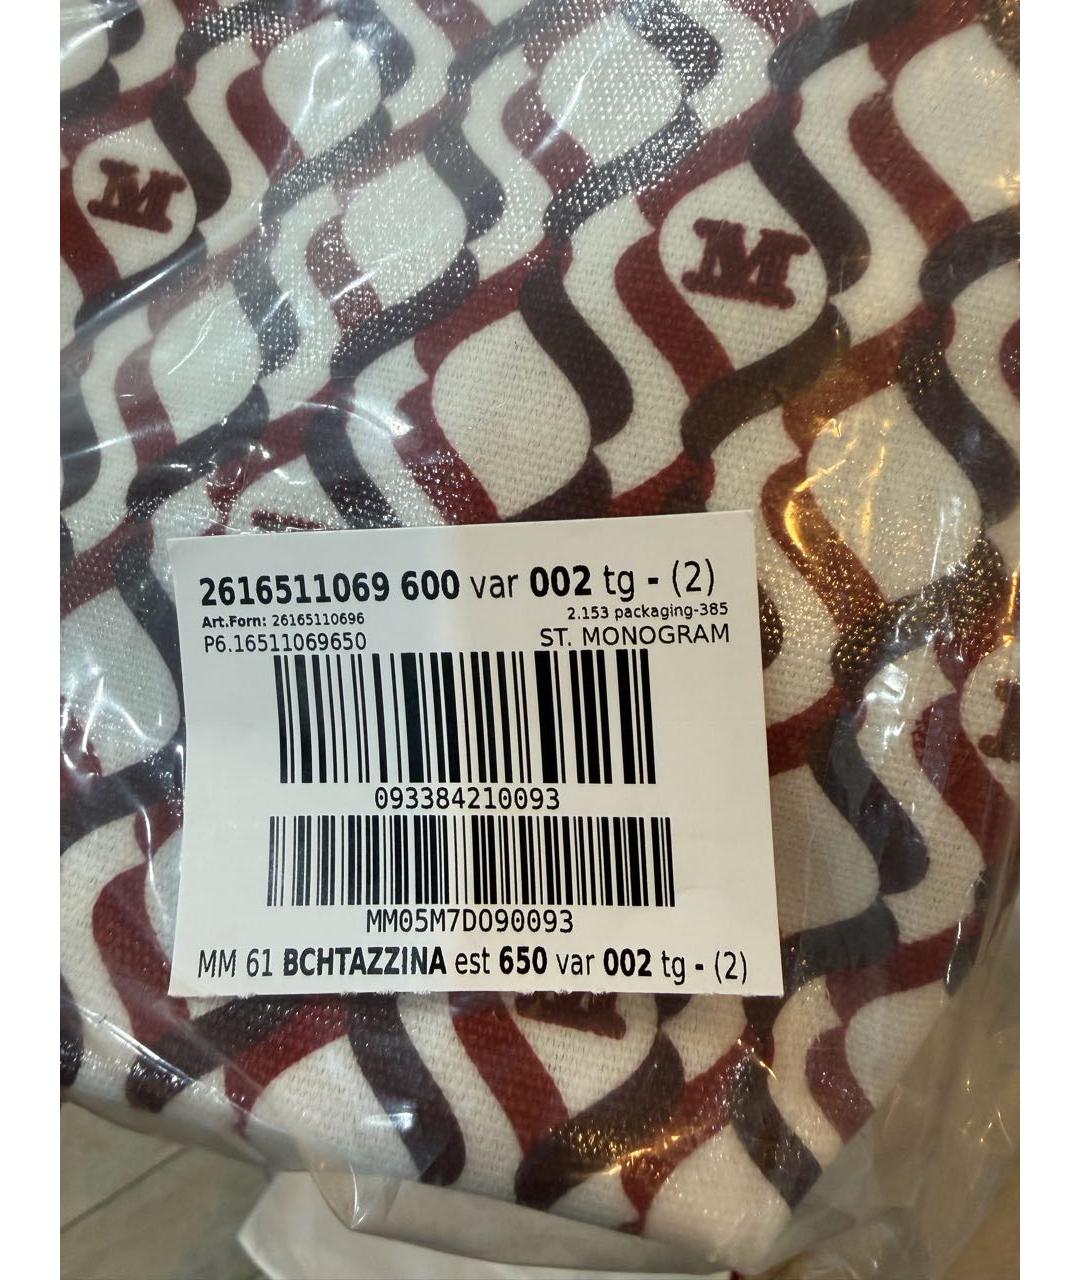 M
M
2616511069 600 var 002 tg - (2)
Art.Forn: 26165110696
2.153 packaging-385
P6.16511069650
ST. MONOGRAM
093384210093
MM05M7DO90093
MM 61 BCHTAZZINA est 650 var 002 tg - (2)